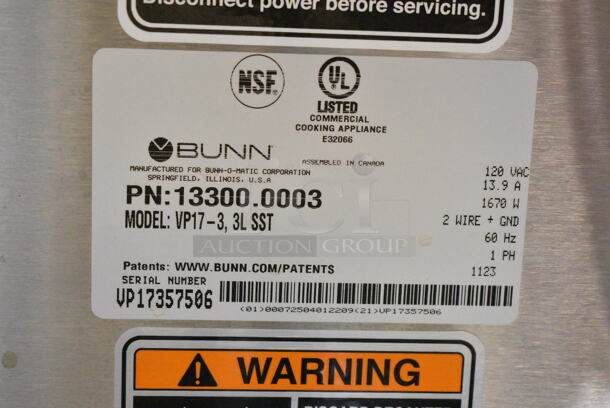 Disconnect power before servicing.
NSF®
UL®
LISTED
COMMERCIAL
COOKING APPLIANCE
E32066
BUNN®
ASSEMBLED IN CANADA
MANUFACTURED FOR BUNN-O-MATIC CORPORATION
SPRINGFIELD, ILLINOIS, U.S.A
PN:13300.0003
MODEL: VP17-3, 3L SST
120 VAC
13.9 A
1670 W
2 WIRE + GND
60 Hz
1 PH
1123
AUCTION GROUP
Patents: WWW.BUNN.COM/PATENTS
SERIAL NUMBER
VP17357506
(01)00072504012209(21)VP17357506
WARNING